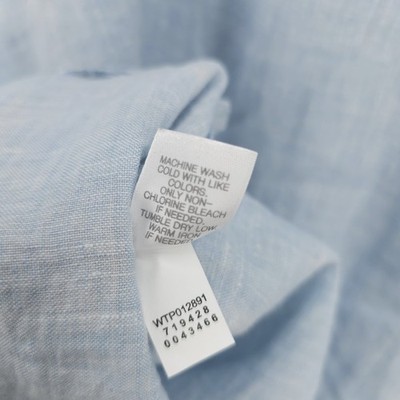 MACHINE WASH
COLD WITH LIKE
COLORS.
ONLY NON-
CHLORINE BLEACH
IF NEEDED.
TUMBLE DRY LOW.
WARM IRON
IF NEEDED
WTP012891
719428
0043466